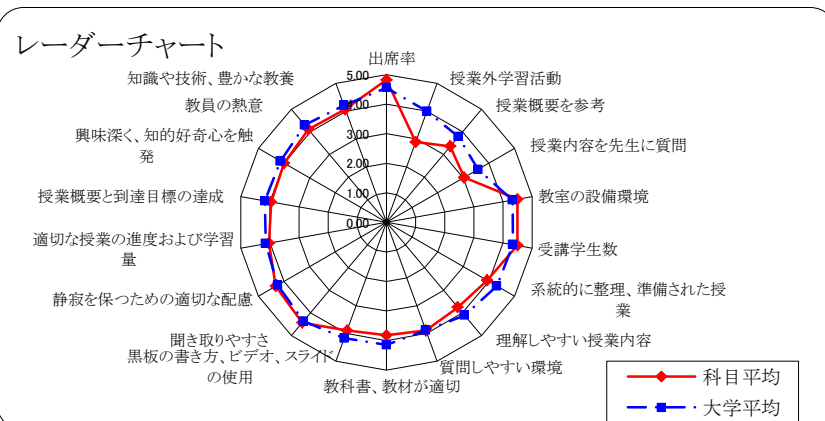 レーダーチャート
出席率
授業外学習活動
授業概要を参考
授業内容を先生に質問
教室の設備環境
受講学生数
系統的に整理、準備された授
業
理解しやすい授業内容
質問しやすい環境
教科書、教材が適切
黒板の書き方、ビデオ、スライド
の使用
聞き取りやすさ
静寂を保つための適切な配慮
適切な授業の進度および学習
量
授業概要と到達目標の達成
興味深く、知的好奇心を触
発
教員の熱意
知識や技術、豊かな教養
5.00
4.00
3.00
2.00
1.00
0.00
科目平均
大学平均